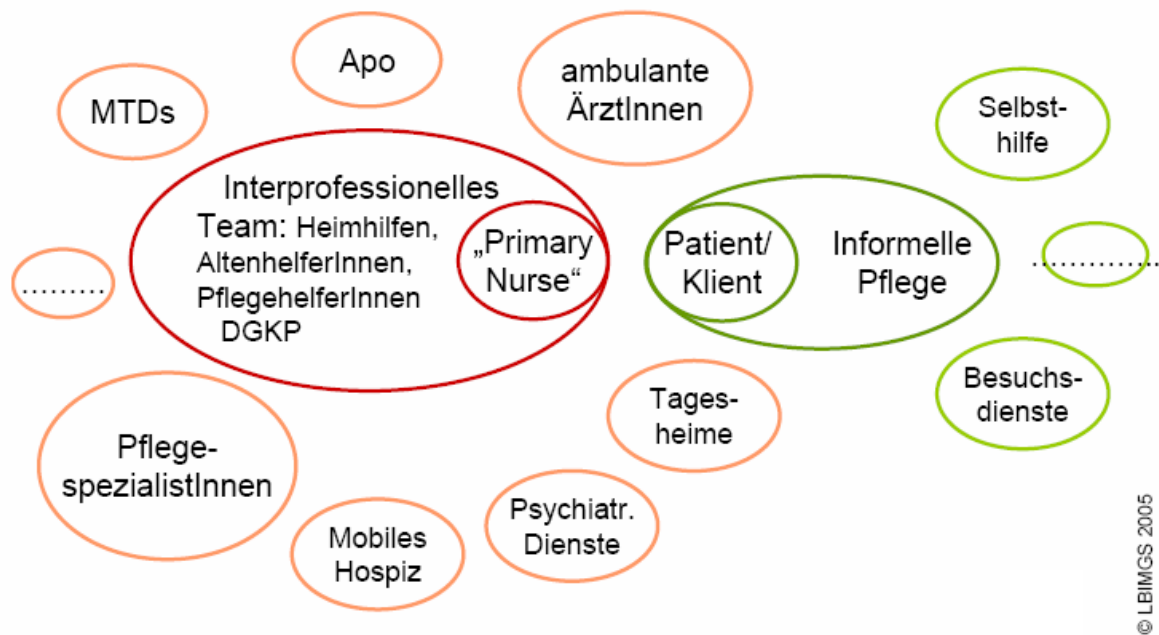 Apo
ambulante
ÄrztInnen
MTDs
Selbst-
hilfe
Interprofessionelles
Team: Heimhilfen,
AltenhelferInnen,
PflegehelferInnen
DGKP
„Primary
Nurse“
Patient/
Klient
Informelle
Pflege
.........
..............
Pflege-
spezialistInnen
Tages-
heime
Besuchs-
dienste
Mobiles
Hospiz
Psychiatr.
Dienste
© LBIMGS 2005